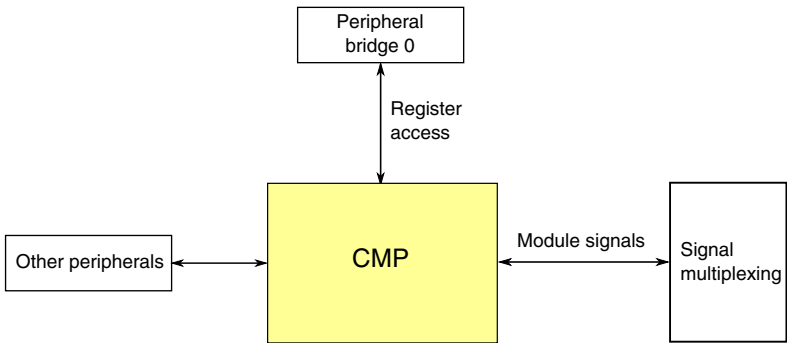 Peripheral
bridge 0
Register
access
CMP
Other peripherals
Module signals
Signal
multiplexing